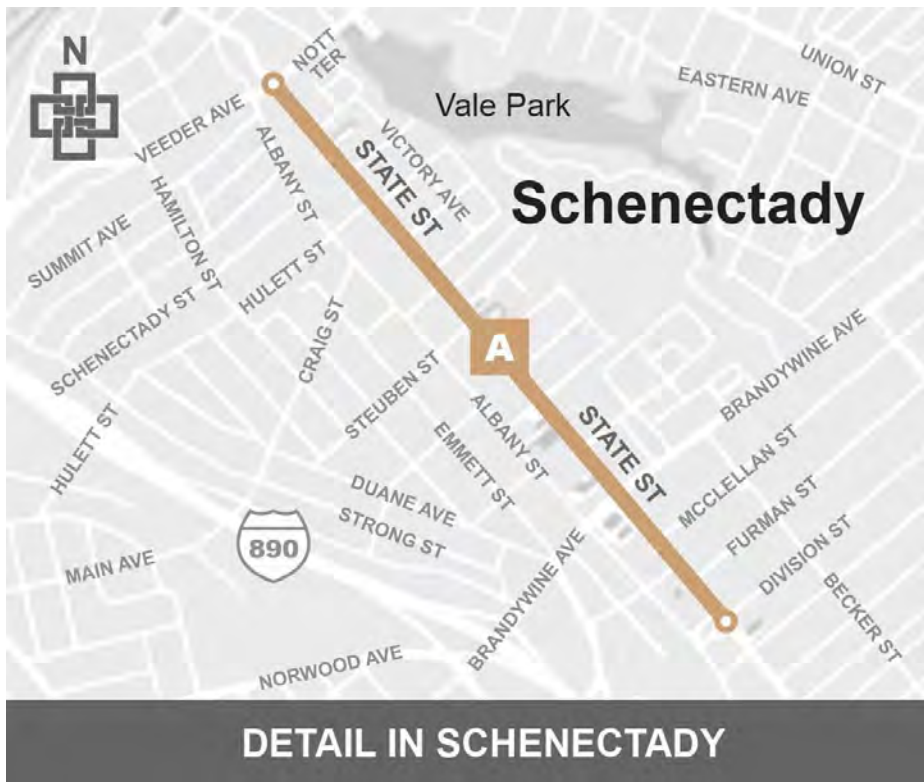 N
NOTT
TER
UNION ST
EASTERN AVE
Vale Park
VEEDER AVE
ALBANY ST
STATE ST
VICTORY AVE
Schenectady
HAMILTON ST
SUMMIT AVE
HULETT ST
SCHENECTADY ST
CRAIG ST
A
BRANDYWINE AVE
STEUBEN ST
ALBANY ST
STATE ST
HULETT ST
EMMETT ST
MCCLELLAN ST
DUANE AVE
FURMAN ST
STRONG ST
890
DIVISION ST
MAIN AVE
BRANDYWINE AVE
BECKER ST
NORWOOD AVE
DETAIL IN SCHENECTADY